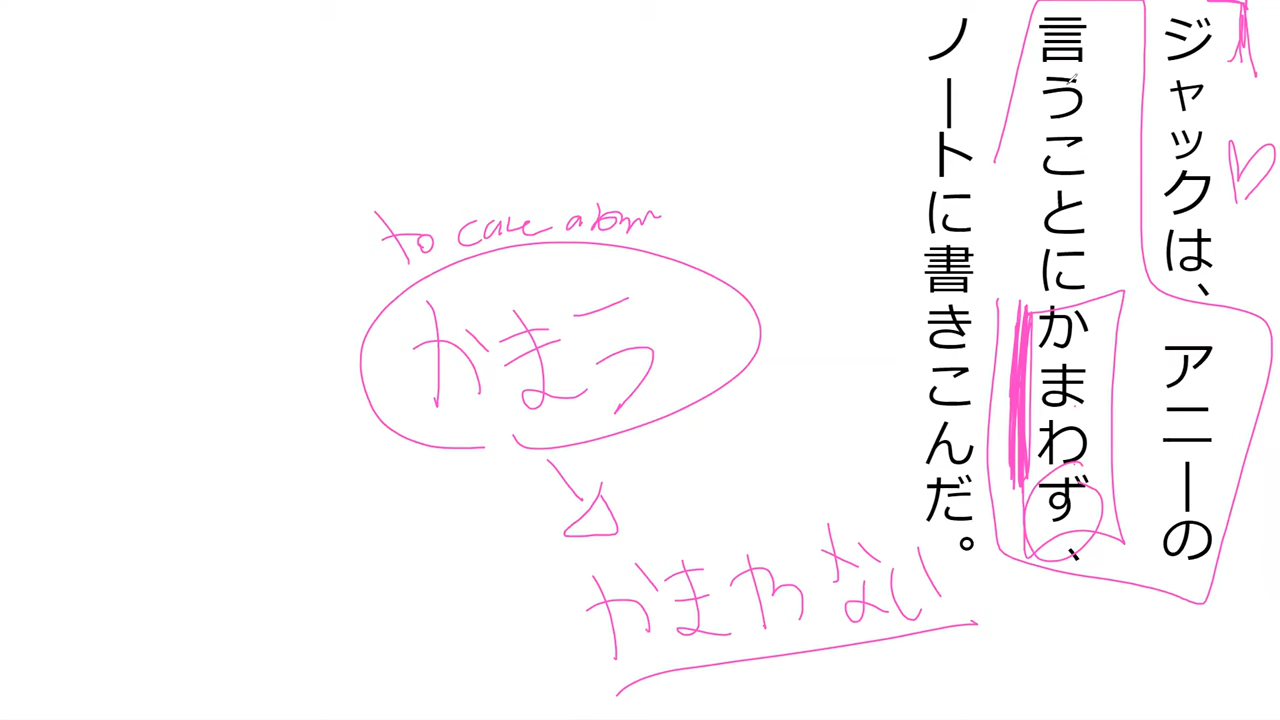 ジャックは、アニーの
言うことにかまわず、
ノートに書きこんだ。
to care about
かまう
かまわない